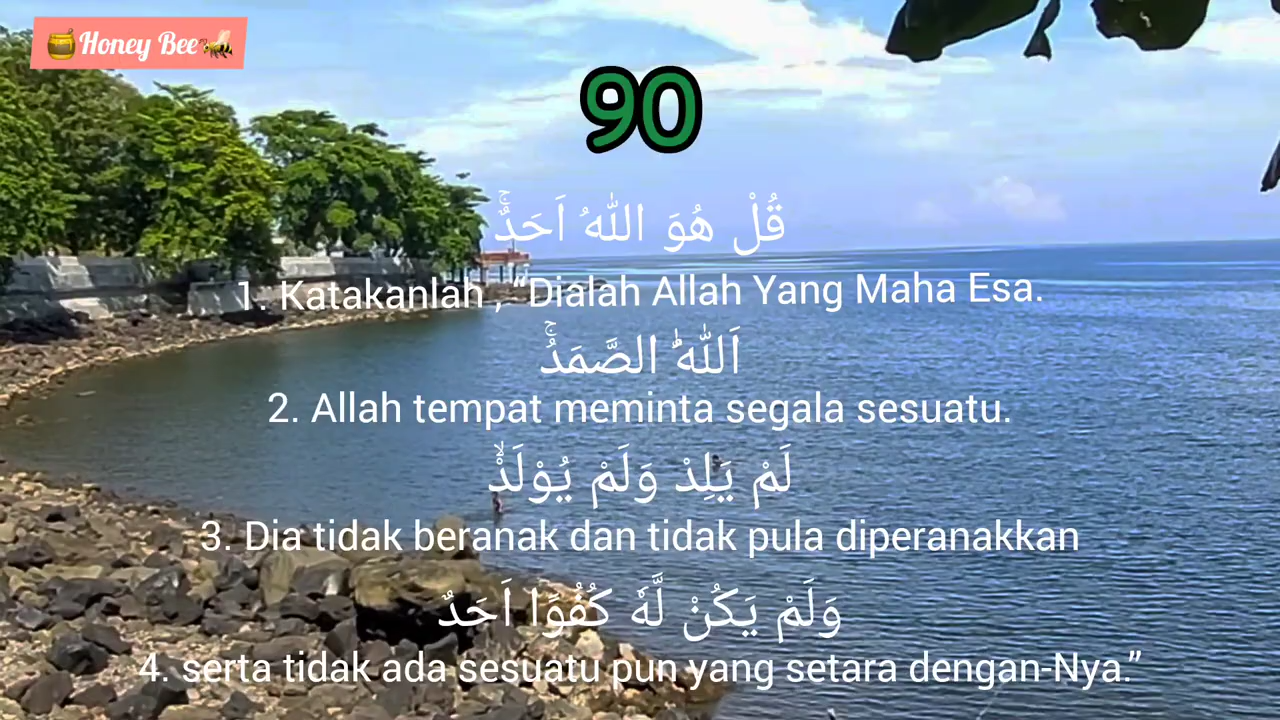 Honey Bee
90
قُلْ هُوَ اللّٰهُ اَحَدٌۚ
1. Katakanlah , “Dialah Allah Yang Maha Esa.
اَللّٰهُ الصَّمَدُۚ
2. Allah tempat meminta segala sesuatu.
لَمْ يَلِدْ وَلَمْ يُوْلَدْۙ
3. Dia tidak beranak dan tidak pula diperanakkan
وَلَمْ يَكُنْ لَّهٗ كُفُوًا اَحَدٌ
4. serta tidak ada sesuatu pun yang setara dengan-Nya.”